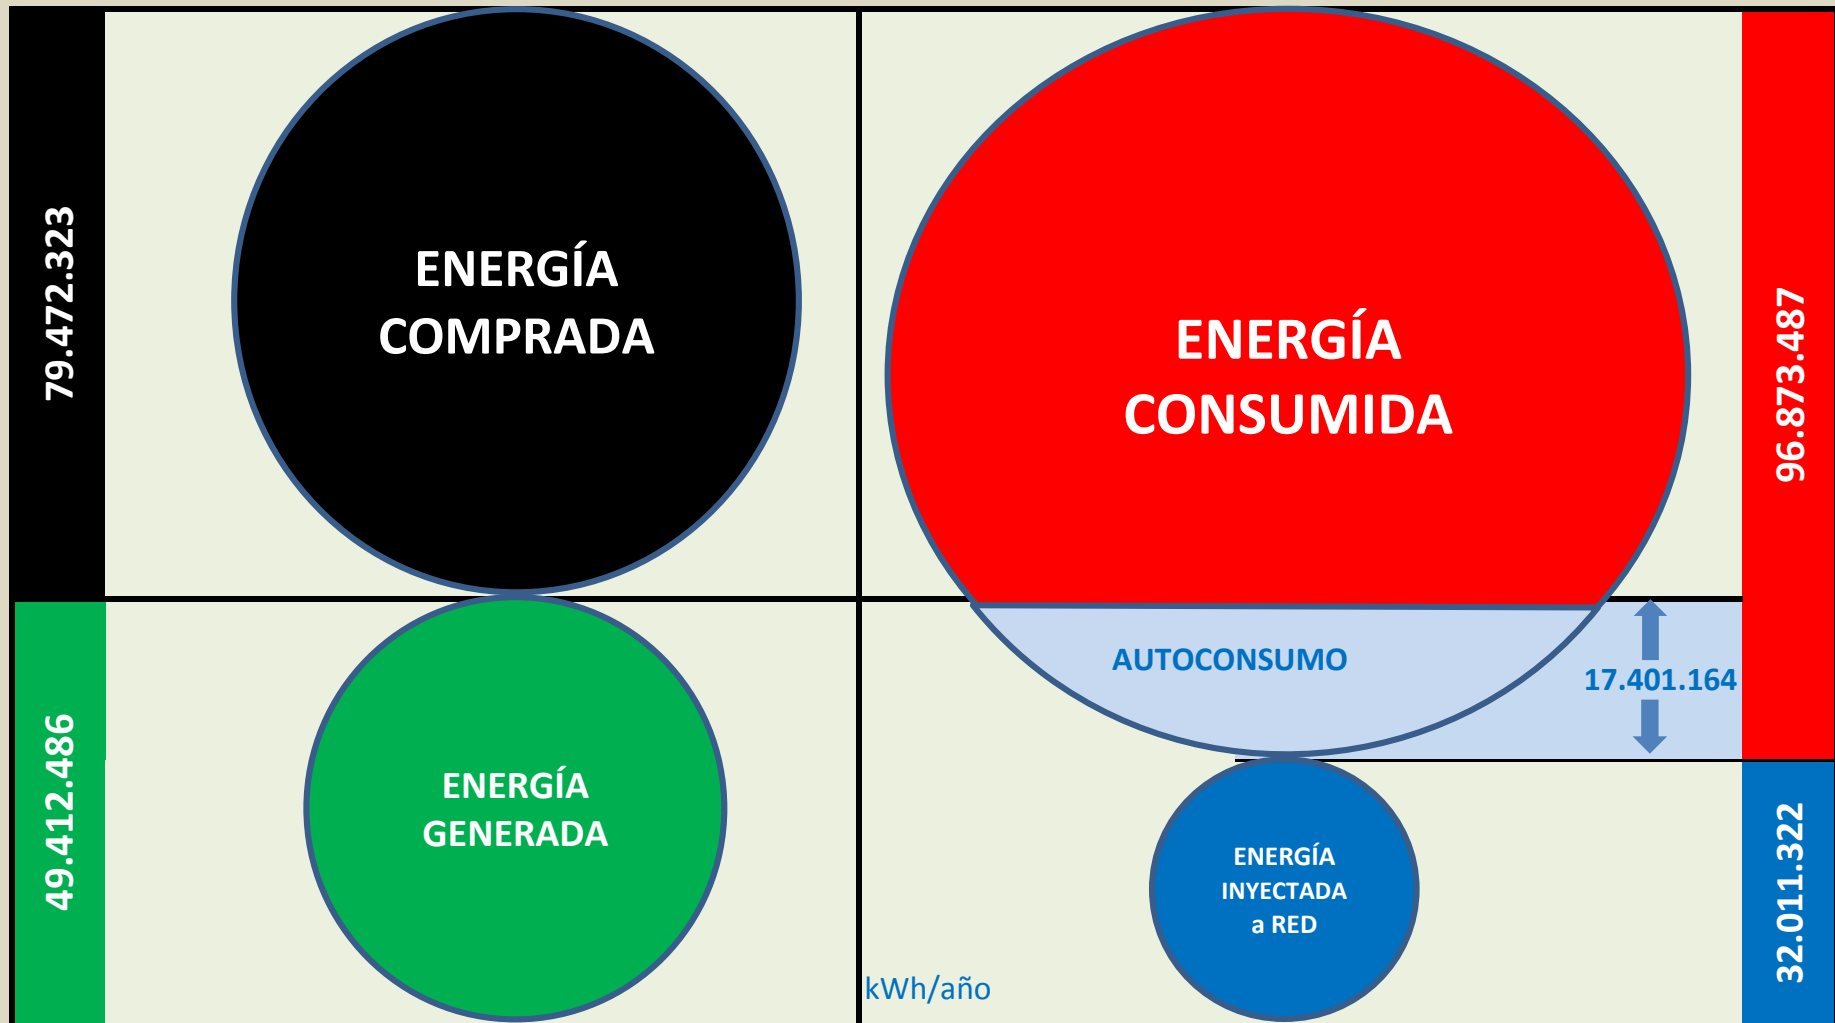 79.472.323
ENERGÍA
COMPRADA
ENERGÍA
CONSUMIDA
96.873.487
AUTOCONSUMO
17.401.164
49.412.486
ENERGÍA
GENERADA
ENERGÍA
INYECTADA
a RED
32.011.322
kWh/año